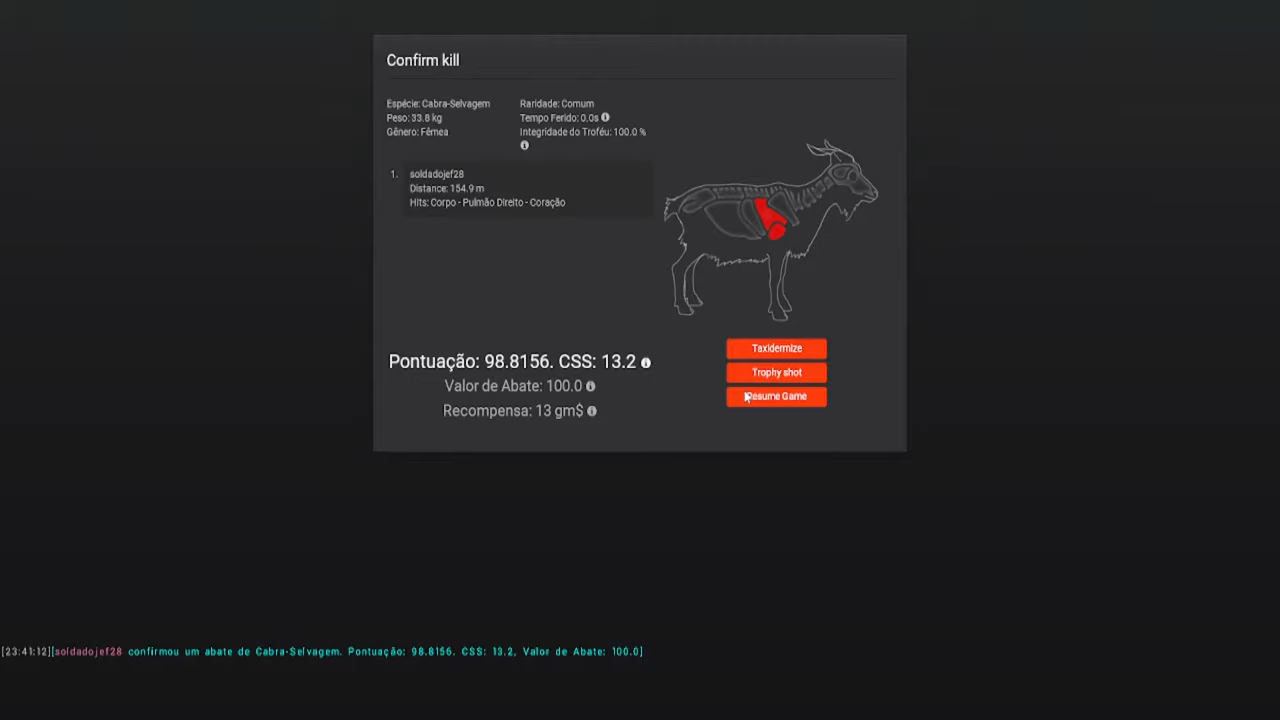 Confirm kill
Espécie: Cabra-Selvagem
Peso: 33.8 kg
Gênero: Fêmea
Raridade: Comum
Tempo Ferido: 0.0s
Integridade do Troféu: 100.0 %
1. soldadojef28
Distance: 154.9 m
Hits: Corpo - Pulmão Direito - Coração
Pontuação: 98.8156. CSS: 13.2
Valor de Abate: 100.0
Recompensa: 13 gm$
Taxidermize
Trophy shot
Resume Game
[23:41:12][soldadojef28 confirmou um abate de Cabra-Selvagem. Pontuação: 98.8156. CSS: 13.2, Valor de Abate: 100.0]